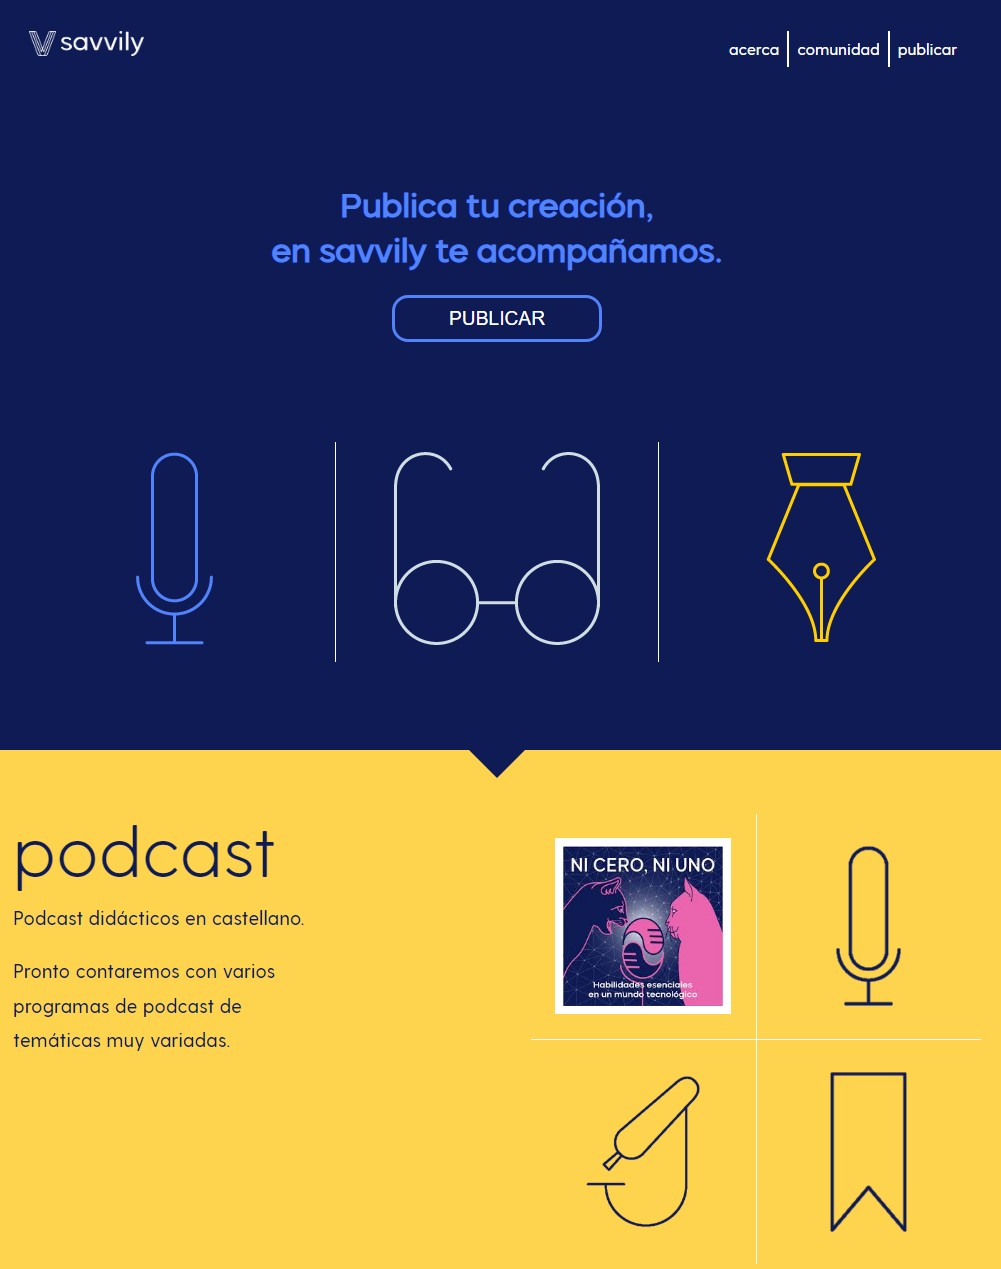 savvily
acerca
comunidad
publicar
Publica tu creación,
en savvily te acompañamos.
PUBLICAR
podcast
Podcast didácticos en castellano.
Pronto contaremos con varios
programas de podcast de
temáticas muy variadas.
NI CERO, NI UNO
Habilidades esenciales
en un mundo tecnológico